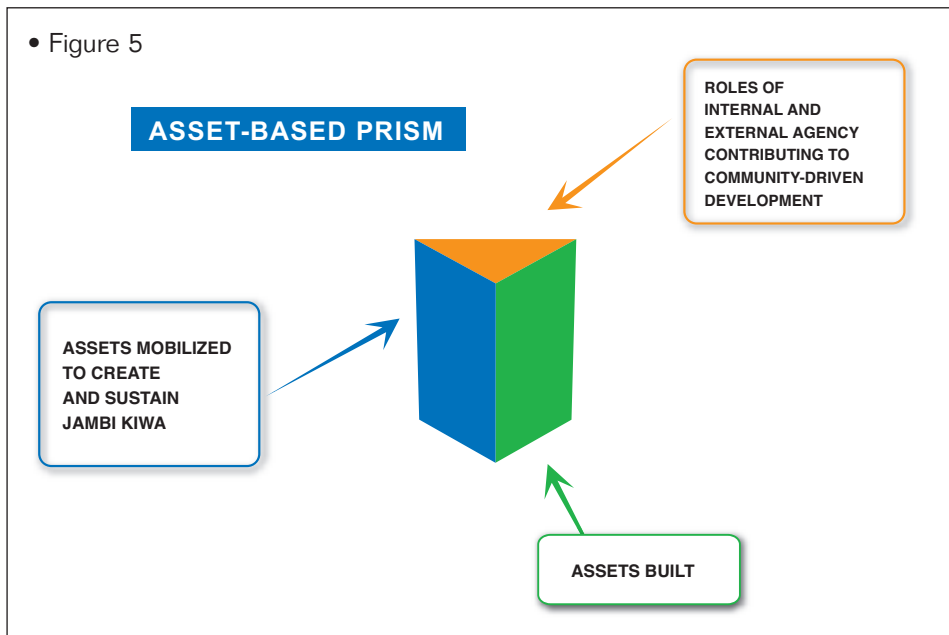 • Figure 5
ASSET-BASED PRISM
ROLES OF
INTERNAL AND
EXTERNAL AGENCY
CONTRIBUTING TO
COMMUNITY-DRIVEN
DEVELOPMENT
ASSETS MOBILIZED
TO CREATE
AND SUSTAIN
JAMBI KIWA
ASSETS BUILT